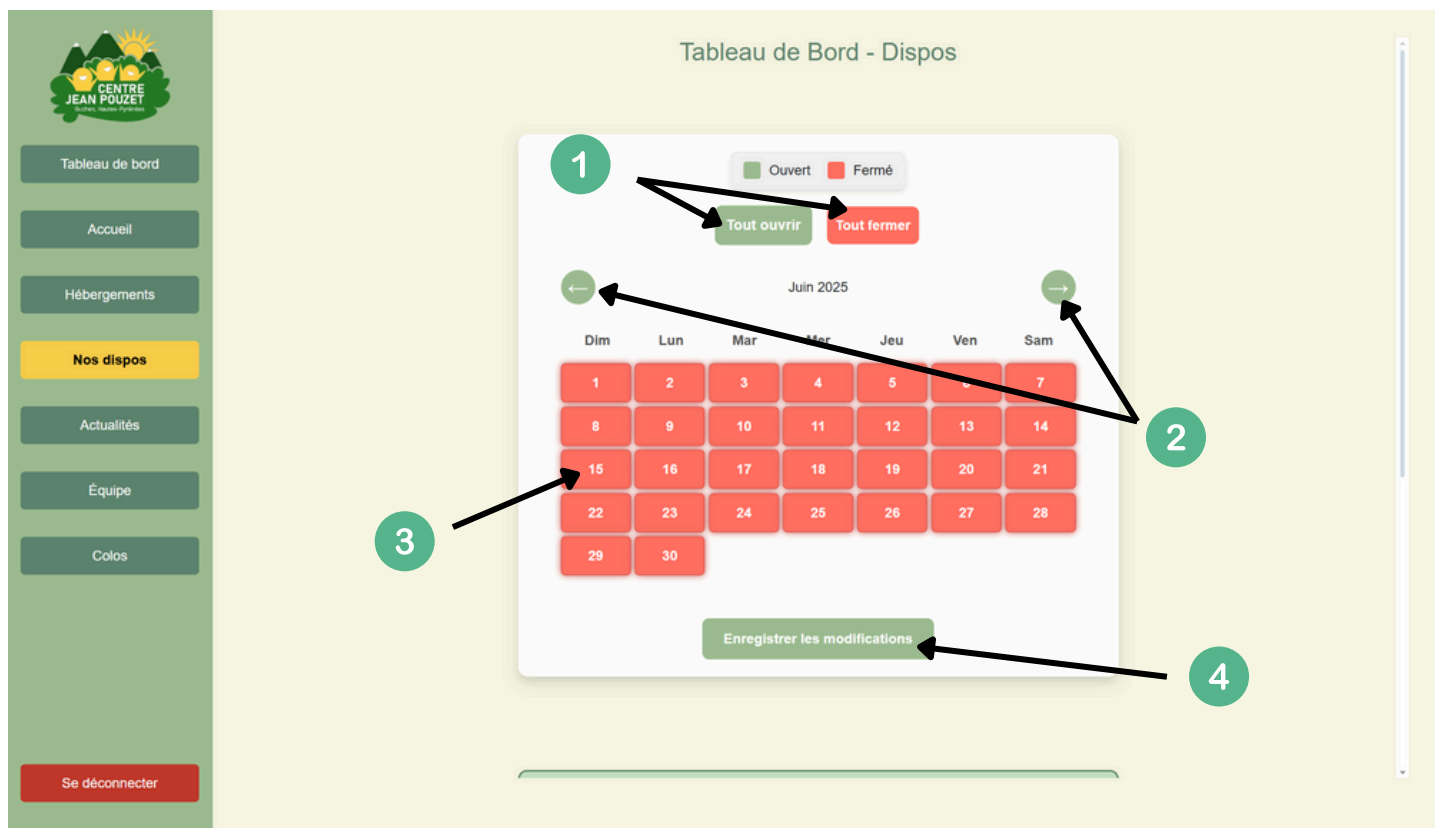 CENTRE
JEAN POUZET
Tableau de bord
Accueil
Hébergements
Nos dispos
Actualités
Équipe
Colos
Se déconnecter
Tableau de Bord - Dispos
1
Ouvert Fermé
Tout ouvrir Tout fermer
← Juin 2025 →
Dim Lun Mar Mer Jeu Ven Sam
1 2 3 4 5 6 7
8 9 10 11 12 13 14
2
15 16 17 18 19 20 21
22 23 24 25 26 27 28
3
29 30
Enregistrer les modifications
4